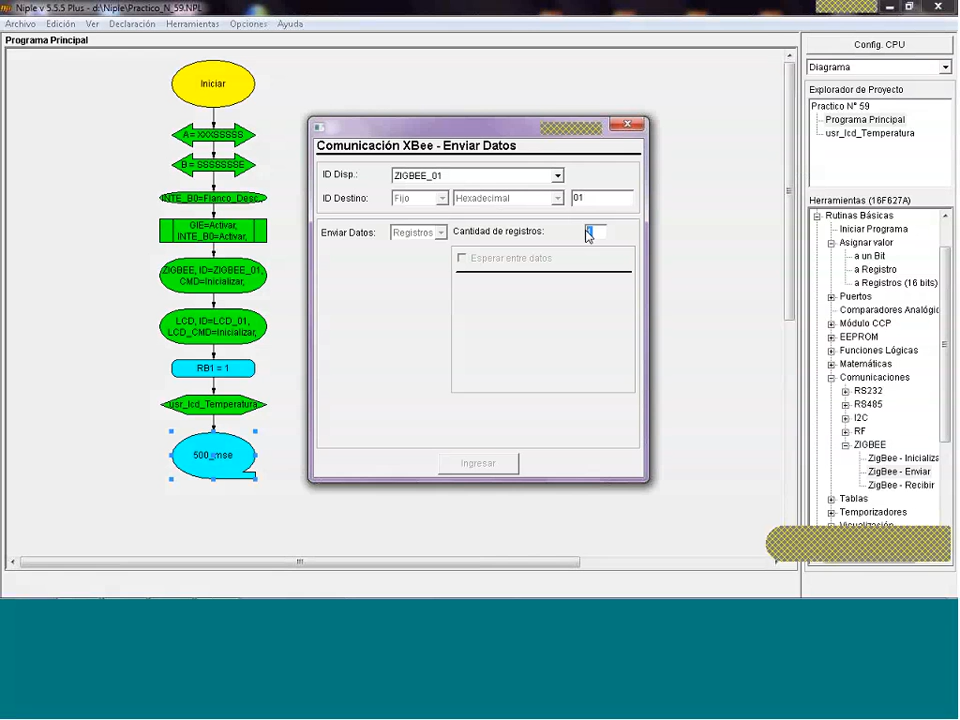 Niple v 5.5.5 Plus - d:\Niple\Practico_N_59.NPL
Archivo Edición Ver Declaración Herramientas Opciones Ayuda
Programa Principal
Iniciar
A = XXXSSSSS
B = SSSSSSSE
INTE_B0=Flanco_Desc.
GIE=Activar,
INTE_B0=Activar,
ZIGBEE, ID=ZIGBEE_01,
CMD=Inicializar,
LCD, ID=LCD_01,
LCD_CMD=Inicializar,
RB1 = 1
usr_lcd_Temperatura
500_mse
Comunicación XBee - Enviar Datos
ID Disp.: ZIGBEE_01
ID Destino: Fijo Hexadecimal 01
Enviar Datos: Registros Cantidad de registros:
Esperar entre datos
Ingresar
Config. CPU
Diagrama
Explorador de Proyecto
Practico N° 59
Programa Principal
usr_lcd_Temperatura
Herramientas (16F627A)
Rutinas Básicas
Iniciar Programa
Asignar valor
a un Bit
a Registro
a Registros (16 bits)
Puertos
Comparadores Analógic
Módulo CCP
EEPROM
Funciones Lógicas
Matemáticas
Comunicaciones
RS232
RS485
I2C
RF
ZIGBEE
ZigBee - Inicializa
ZigBee - Enviar
ZigBee - Recibir
Tablas
Temporizadores
Visualización